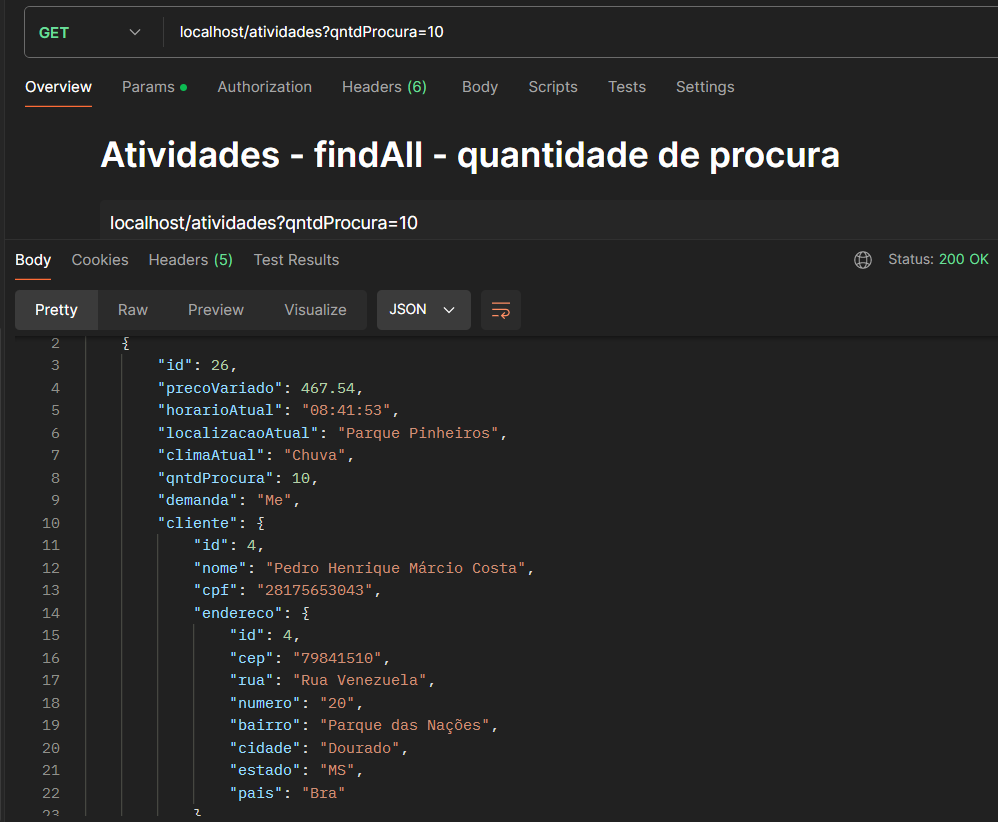 GET localhost/atividades?qntdProcura=10
Overview Params Authorization Headers (6) Body Scripts Tests Settings
Atividades - findAll - quantidade de procura
localhost/atividades?qntdProcura=10
Body Cookies Headers (5) Test Results Status: 200 OK
Pretty Raw Preview Visualize JSON
2 {
3 "id": 26,
4 "precoVariado": 467.54,
5 "horarioAtual": "08:41:53",
6 "localizacaoAtual": "Parque Pinheiros",
7 "climaAtual": "Chuva",
8 "qntdProcura": 10,
9 "demanda": "Me",
10 "cliente": {
11 "id": 4,
12 "nome": "Pedro Henrique Márcio Costa",
13 "cpf": "28175653043",
14 "endereco": {
15 "id": 4,
16 "cep": "79841510",
17 "rua": "Rua Venezuela",
18 "numero": "20",
19 "bairro": "Parque das Nações",
20 "cidade": "Dourado",
21 "estado": "MS",
22 "pais": "Bra"
23 }